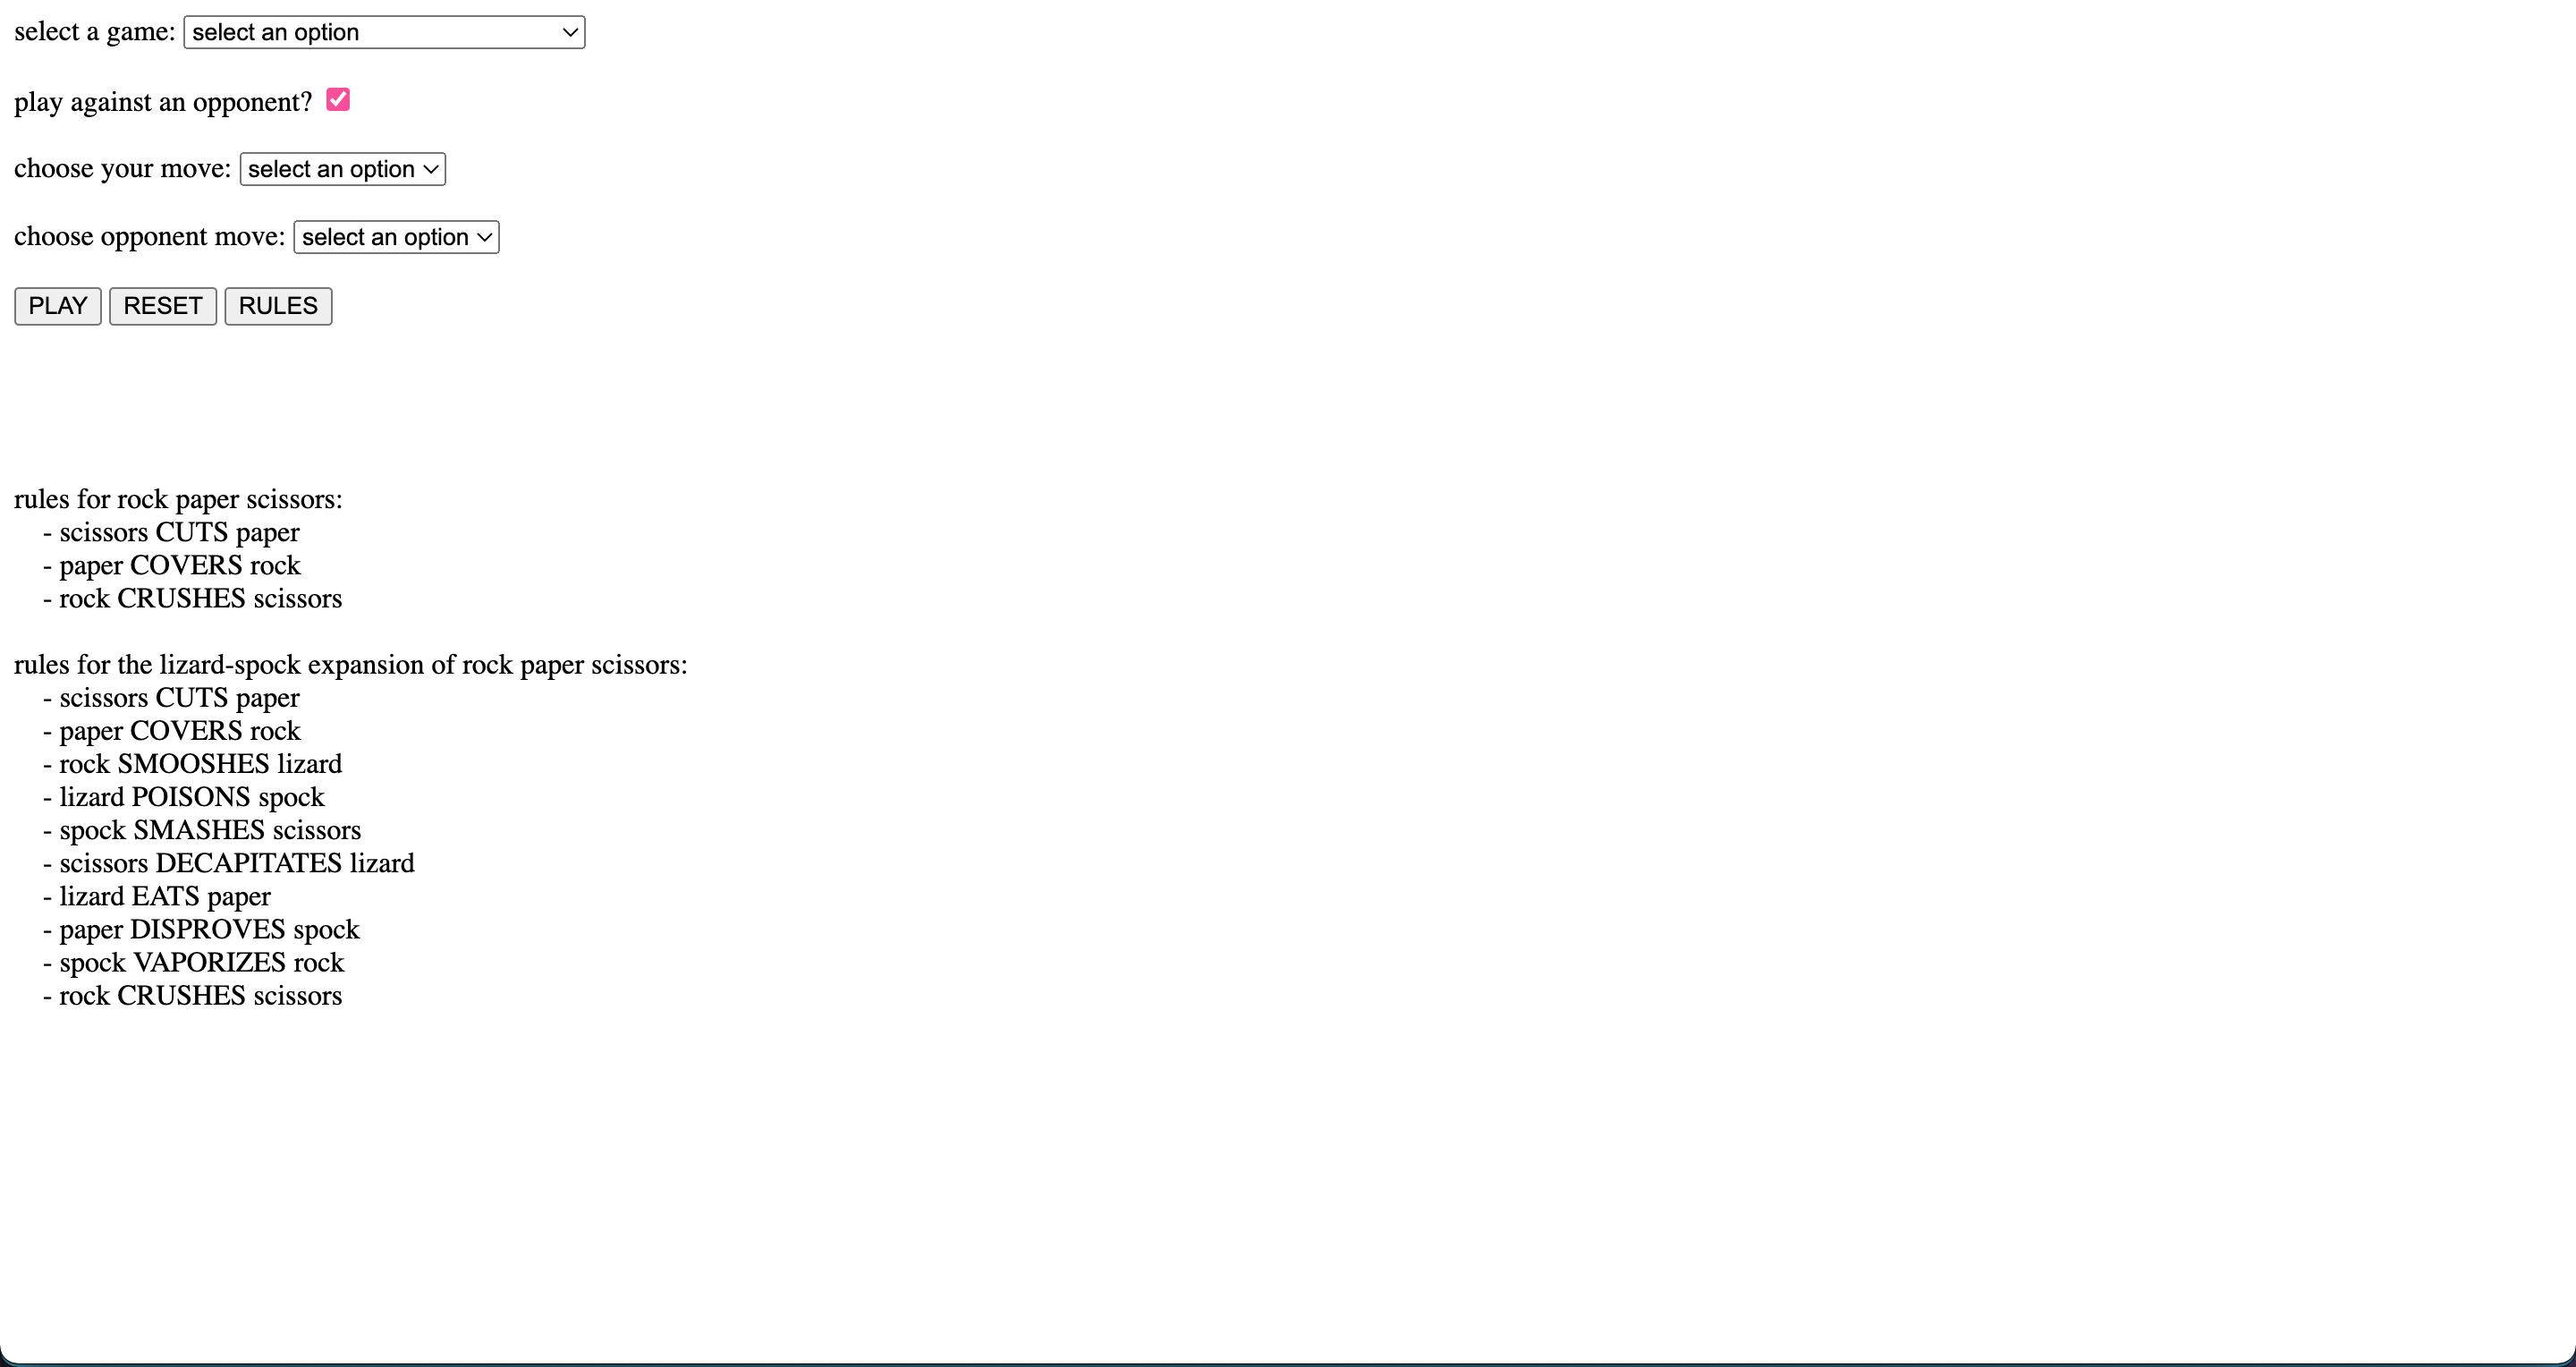 select a game: select an option
play against an opponent?
choose your move: select an option
choose opponent move: select an option
PLAY RESET RULES
rules for rock paper scissors:
- scissors CUTS paper
- paper COVERS rock
- rock CRUSHES scissors
rules for the lizard-spock expansion of rock paper scissors:
- scissors CUTS paper
- paper COVERS rock
- rock SMOOSHES lizard
- lizard POISONS spock
- spock SMASHES scissors
- scissors DECAPITATES lizard
- lizard EATS paper
- paper DISPROVES spock
- spock VAPORIZES rock
- rock CRUSHES scissors